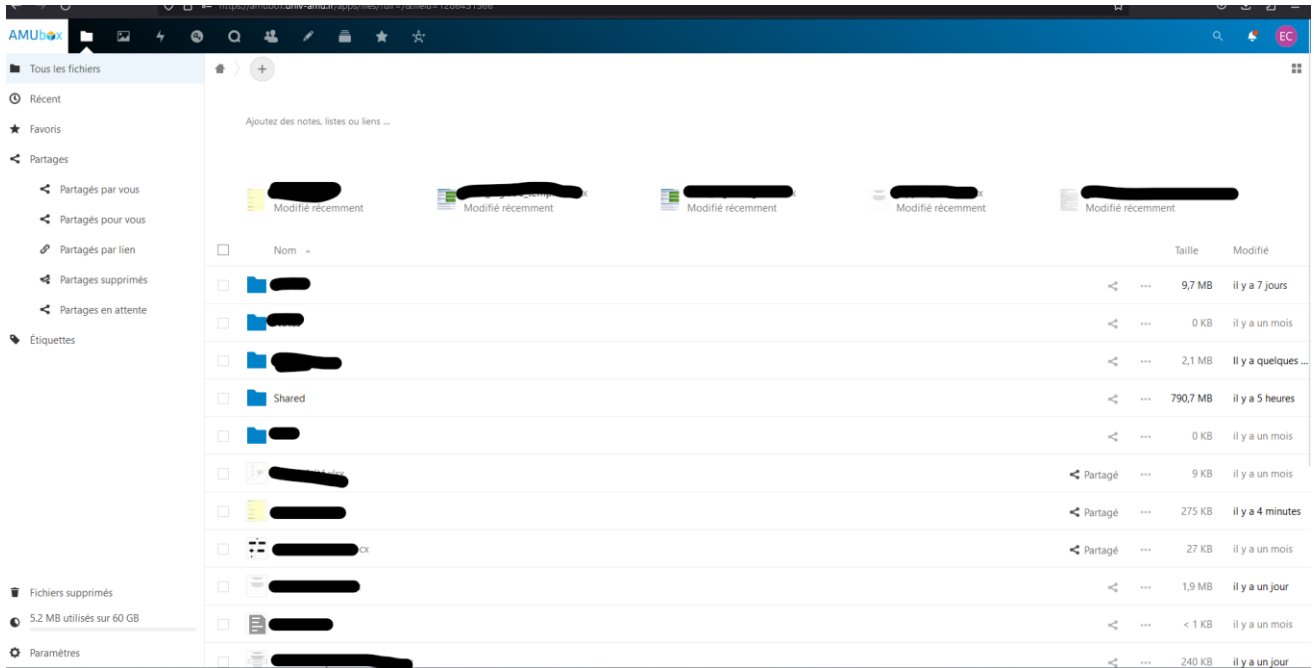 AMUbox
EC
Tous les fichiers
Récent
Favoris
Partages
Partagés par vous
Partagés pour vous
Partagés par lien
Partages supprimés
Partages en attente
Étiquettes
Fichiers supprimés
5.2 MB utilisés sur 60 GB
Paramètres
Ajoutez des notes, listes ou liens ...
Modifié récemment
Modifié récemment
Modifié récemment
Modifié récemment
Modifié récemment
Nom Taille Modifié
9,7 MB il y a 7 jours
0 KB il y a un mois
2,1 MB Il y a quelques ...
Shared 790,7 MB il y a 5 heures
0 KB il y a un mois
Partagé 9 KB il y a un mois
Partagé 275 KB il y a 4 minutes
cx Partagé 27 KB il y a un mois
1,9 MB il y a un jour
< 1 KB il y a un mois
240 KB il y a un jour